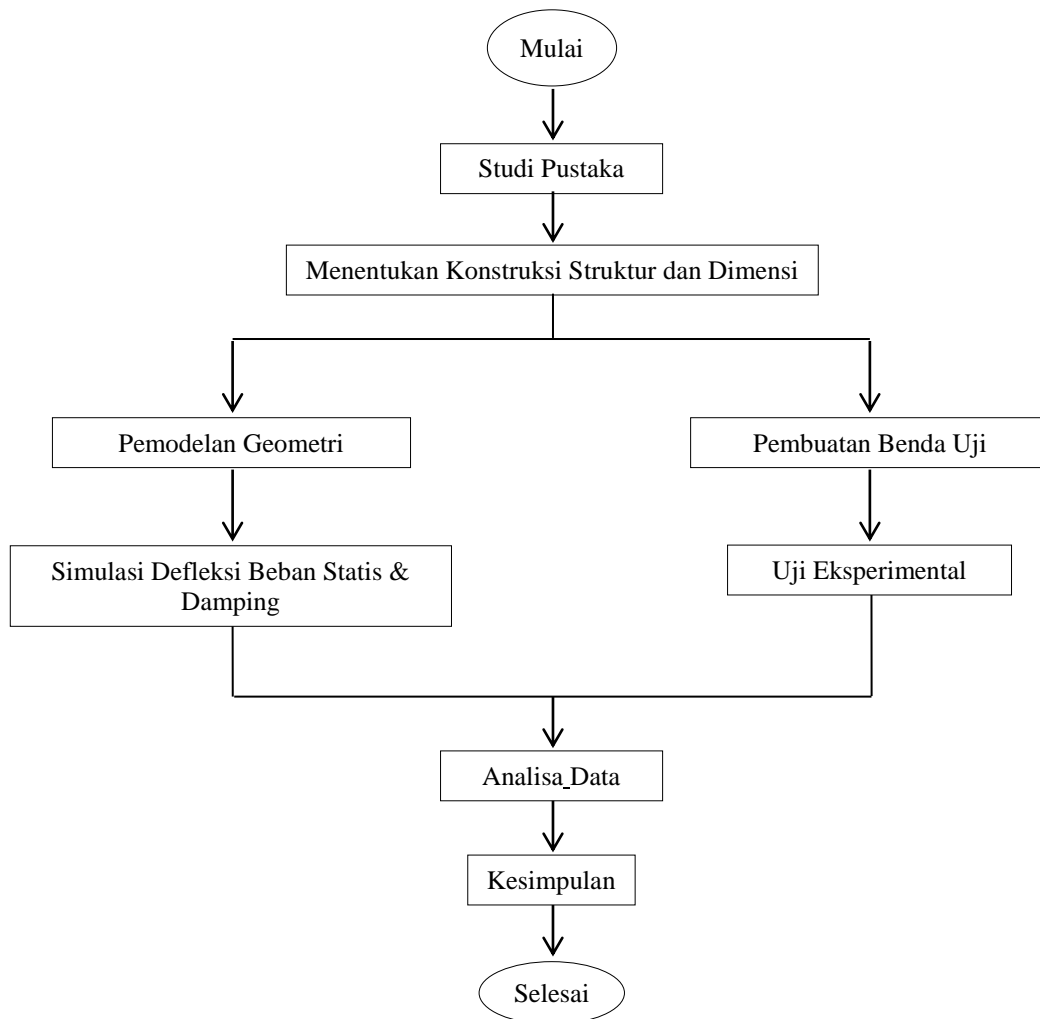 Mulai
Studi Pustaka
Menentukan Konstruksi Struktur dan Dimensi
Pemodelan Geometri
Pembuatan Benda Uji
Simulasi Defleksi Beban Statis &
Damping
Uji Eksperimental
Analisa Data
Kesimpulan
Selesai